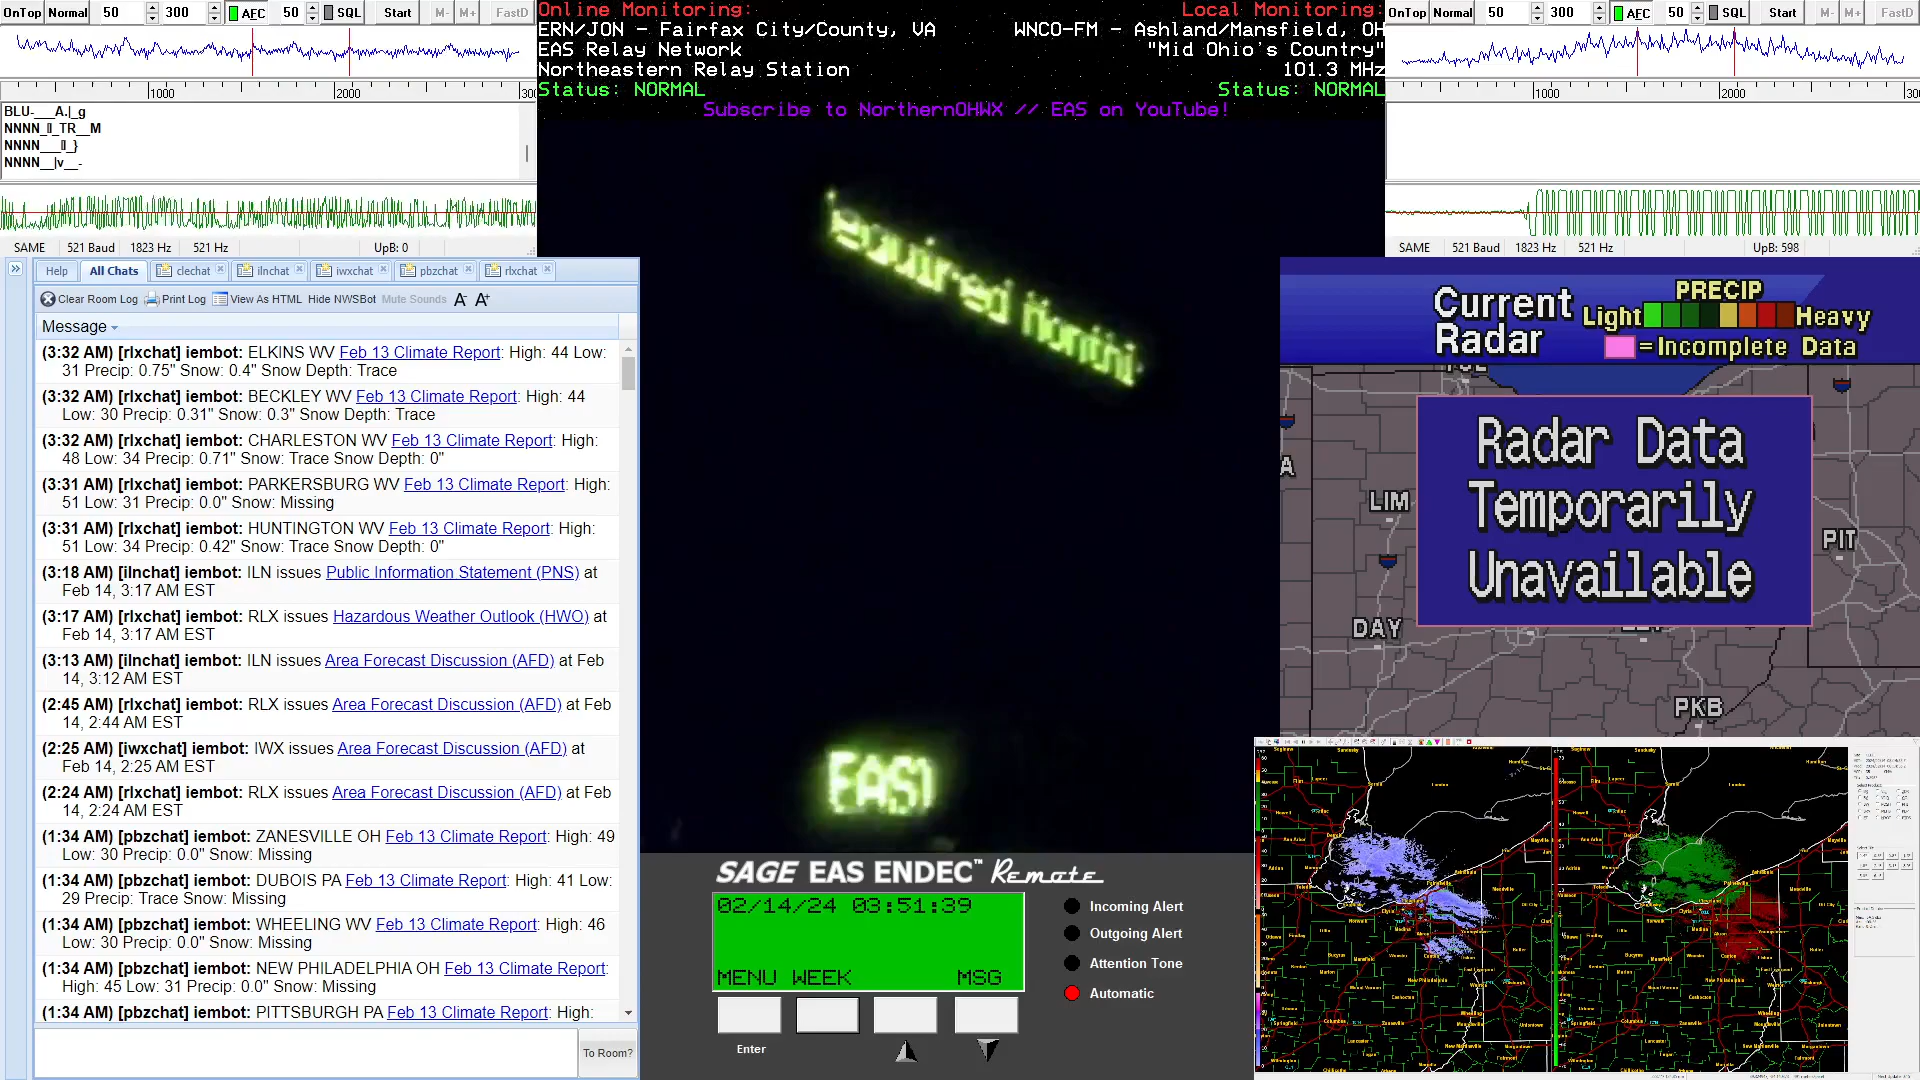 OnTop Normal 50 300 AFC 50 SQL Start M- M+ FastD
1000 2000 300
BLU-___A.|_g
NNNN
NNNN
NNNN__|v__-
SAME 521 Baud 1823 Hz 521 Hz UpB: 0
Online Monitoring:
ERN/JON - Fairfax City/County, VA
EAS Relay Network
Northeastern Relay Station
Status: NORMAL
Local Monitoring:
WNCO-FM - Ashland/Mansfield, OH
"Mid Ohio's Country"
101.3 MHz
Status: NORMAL
Subscribe to NorthernOHWX // EAS on YouTube!
OnTop Normal 50 300 AFC 50 SQL Start M- M+ FastD
1000 2000 300
SAME 521 Baud 1823 Hz 521 Hz UpB: 598
Help All Chats clechat ilnchat iwxchat pbzchat rlxchat
Clear Room Log Print Log View As HTML Hide NWSBot Mute Sounds A- A+
Message
(3:32 AM) [rlxchat] iembot: ELKINS WV Feb 13 Climate Report: High: 44 Low:
31 Precip: 0.75" Snow: 0.4" Snow Depth: Trace
(3:32 AM) [rlxchat] iembot: BECKLEY WV Feb 13 Climate Report: High: 44
Low: 30 Precip: 0.31" Snow: 0.3" Snow Depth: Trace
(3:32 AM) [rlxchat] iembot: CHARLESTON WV Feb 13 Climate Report: High:
48 Low: 34 Precip: 0.71" Snow: Trace Snow Depth: 0"
(3:31 AM) [rlxchat] iembot: PARKERSBURG WV Feb 13 Climate Report: High:
51 Low: 31 Precip: 0.0" Snow: Missing
(3:31 AM) [rlxchat] iembot: HUNTINGTON WV Feb 13 Climate Report: High:
51 Low: 34 Precip: 0.42" Snow: Trace Snow Depth: 0"
(3:18 AM) [ilnchat] iembot: ILN issues Public Information Statement (PNS) at
Feb 14, 3:17 AM EST
(3:17 AM) [rlxchat] iembot: RLX issues Hazardous Weather Outlook (HWO) at
Feb 14, 3:17 AM EST
(3:13 AM) [ilnchat] iembot: ILN issues Area Forecast Discussion (AFD) at Feb
14, 3:12 AM EST
(2:45 AM) [rlxchat] iembot: RLX issues Area Forecast Discussion (AFD) at Feb
14, 2:44 AM EST
(2:25 AM) [iwxchat] iembot: IWX issues Area Forecast Discussion (AFD) at
Feb 14, 2:25 AM EST
(2:24 AM) [rlxchat] iembot: RLX issues Area Forecast Discussion (AFD) at Feb
14, 2:24 AM EST
(1:34 AM) [pbzchat] iembot: ZANESVILLE OH Feb 13 Climate Report: High: 49
Low: 30 Precip: 0.0" Snow: Missing
(1:34 AM) [pbzchat] iembot: DUBOIS PA Feb 13 Climate Report: High: 41 Low:
29 Precip: Trace Snow: Missing
(1:34 AM) [pbzchat] iembot: WHEELING WV Feb 13 Climate Report: High: 46
Low: 30 Precip: 0.0" Snow: Missing
(1:34 AM) [pbzchat] iembot: NEW PHILADELPHIA OH Feb 13 Climate Report:
High: 45 Low: 31 Precip: 0.0" Snow: Missing
(1:34 AM) [pbzchat] iembot: PITTSBURGH PA Feb 13 Climate Report: High:
To Room?
equired Monthl
SAGE EAS ENDEC™ Remote
02/14/24 03:51:39
MENU WEEK MSG
Enter
Incoming Alert
Outgoing Alert
Attention Tone
Automatic
Current
Radar
PRECIP
Light Heavy
=Incomplete Data
Radar Data
Temporarily
Unavailable
LIM
PIT
DAY
PKB